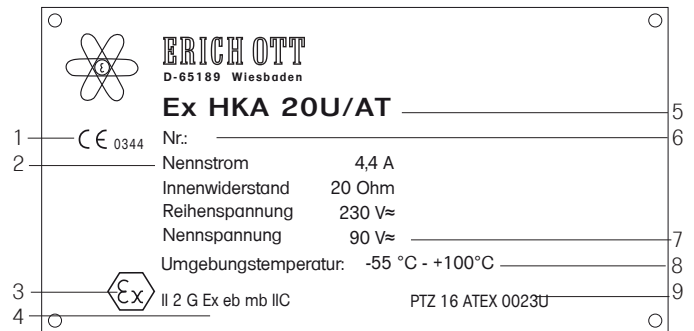 ERICH OTT
D-65189 Wiesbaden
Ex HKA 20U/AT 5
1 CE 0344 Nr.: 6
2 Nennstrom 4,4 A
Innenwiderstand 20 Ohm
Reihenspannung 230 V≂
Nennspannung 90 V≂ 7
Umgebungstemperatur: -55 °C - +100°C 8
3 Ex II 2 G Ex eb mb IIC PTZ 16 ATEX 0023U 9
4